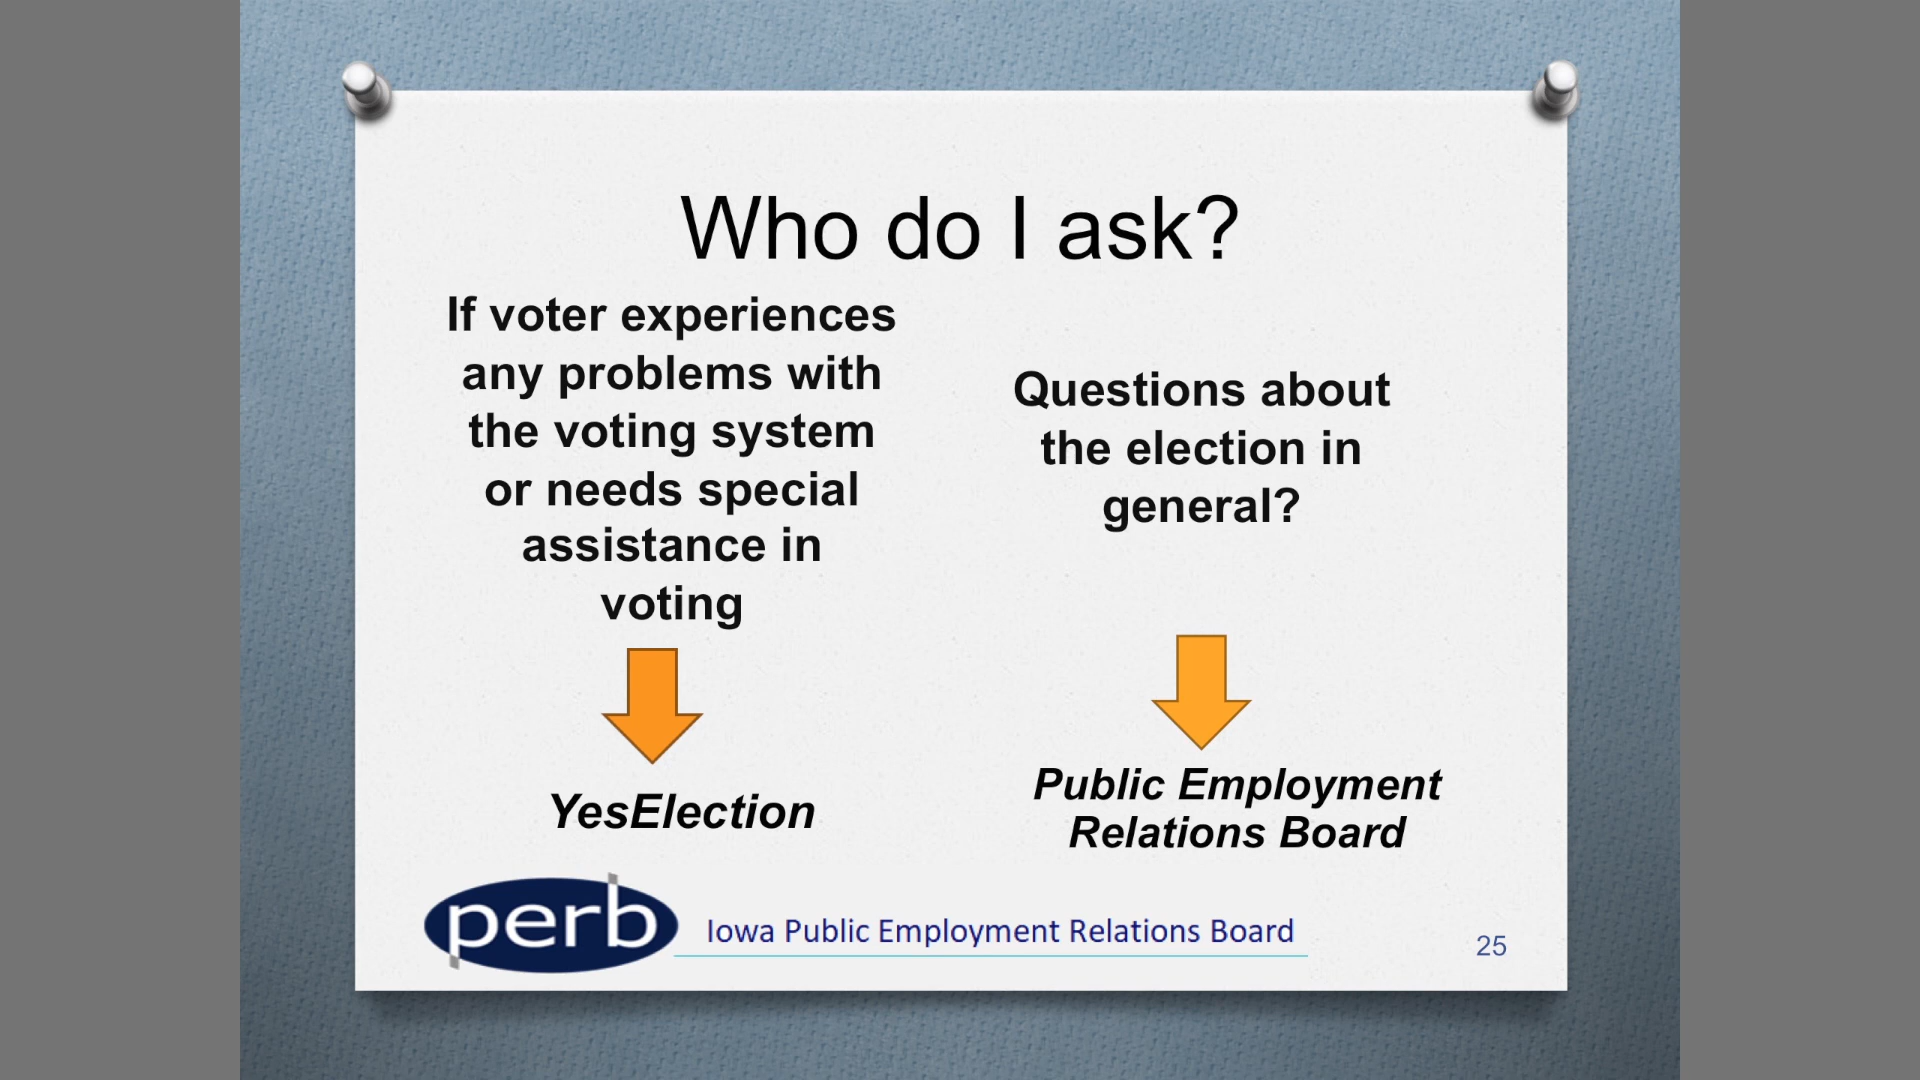 Who do I ask?
If voter experiences
any problems with
the voting system
or needs special
assistance in
voting
YesElection
Questions about
the election in
general?
Public Employment
Relations Board
perb
Iowa Public Employment Relations Board
25